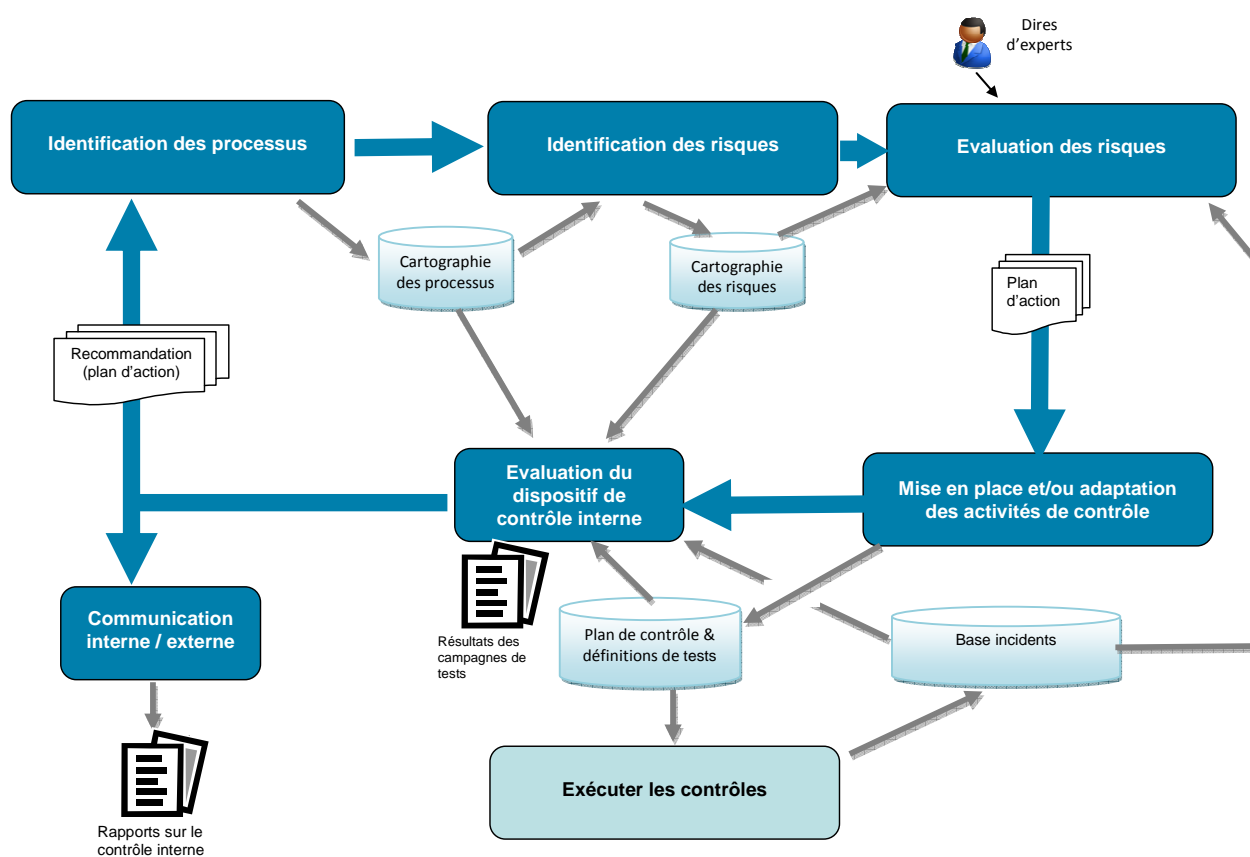 Dires
d'experts
Identification des processus
Identification des risques
Evaluation des risques
Cartographie
des processus
Cartographie
des risques
Plan
d'action
Recommandation
(plan d'action)
Evaluation du
dispositif de
contrôle interne
Mise en place et/ou adaptation
des activités de contrôle
Communication
interne / externe
Résultats des
campagnes de
tests
Plan de contrôle &
définitions de tests
Base incidents
Exécuter les contrôles
Rapports sur le
contrôle interne